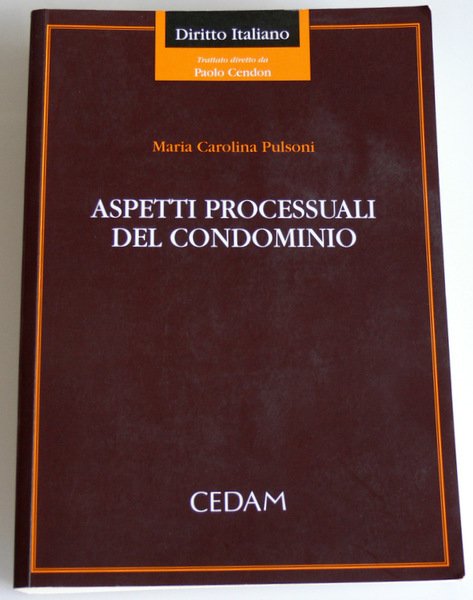 Diritto Italiano
Trattato diretto da
Paolo Cendon
Maria Carolina Pulsoni
ASPETTI PROCESSUALI
DEL CONDOMINIO
CEDAM